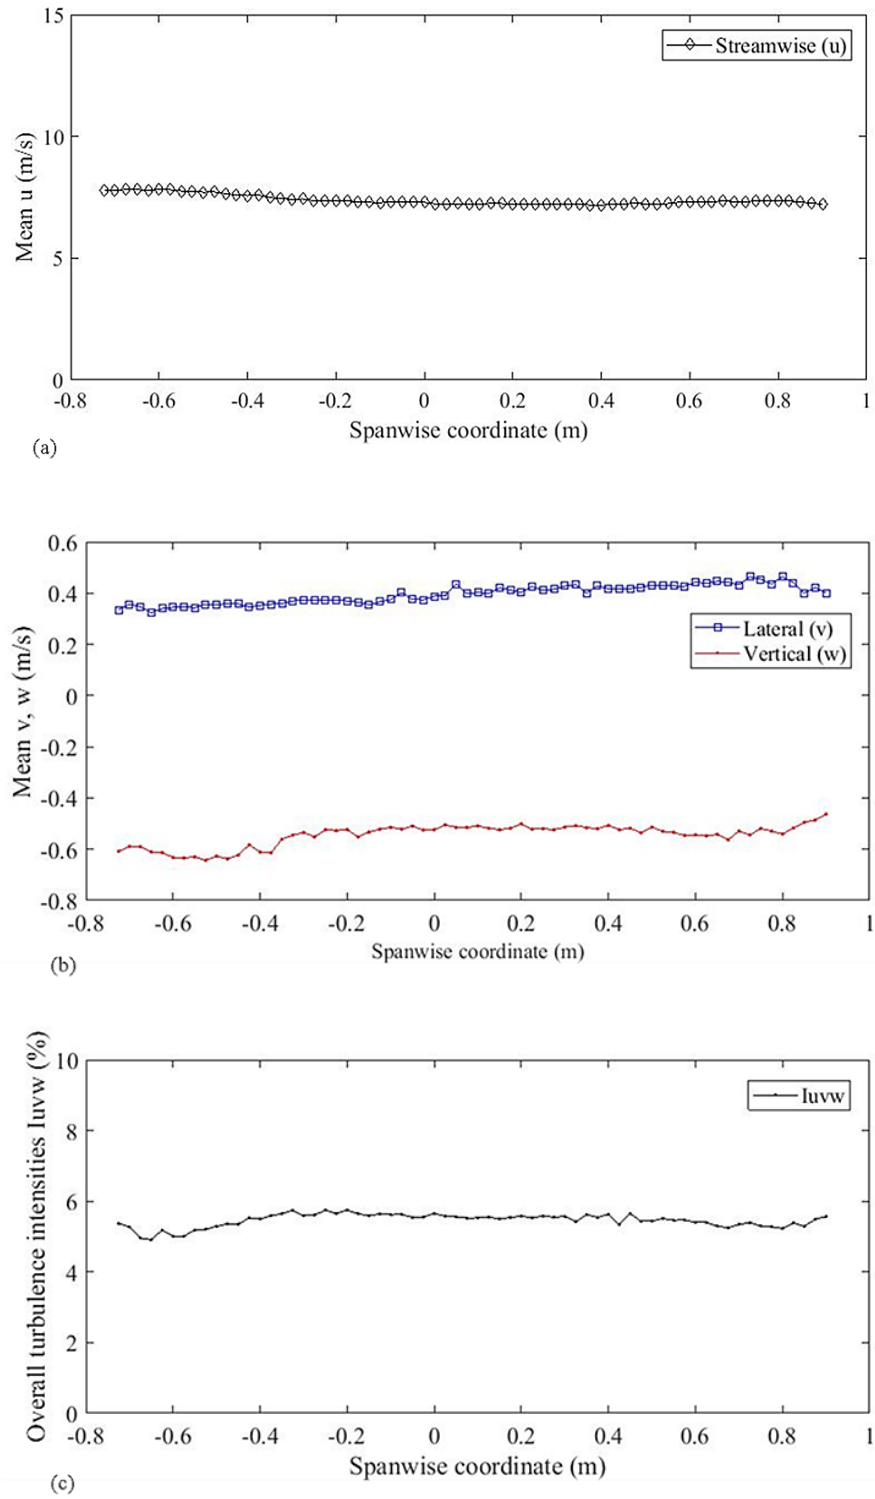 15
Streamwise (u)
10
Mean u (m/s)
5
0
-0.8 -0.6 -0.4 -0.2 0 0.2 0.4 0.6 0.8 1
Spanwise coordinate (m)
(a)
0.6
0.4
Lateral (v)
0.2
Vertical (w)
Mean v, w (m/s)
0
-0.2
-0.4
-0.6
-0.8
-0.8 -0.6 -0.4 -0.2 0 0.2 0.4 0.6 0.8 1
Spanwise coordinate (m)
(b)
10
Iuvw
Overall turbulence intensities Iuvw (%)
8
6
4
2
0
-0.8 -0.6 -0.4 -0.2 0 0.2 0.4 0.6 0.8 1
Spanwise coordinate (m)
(c)